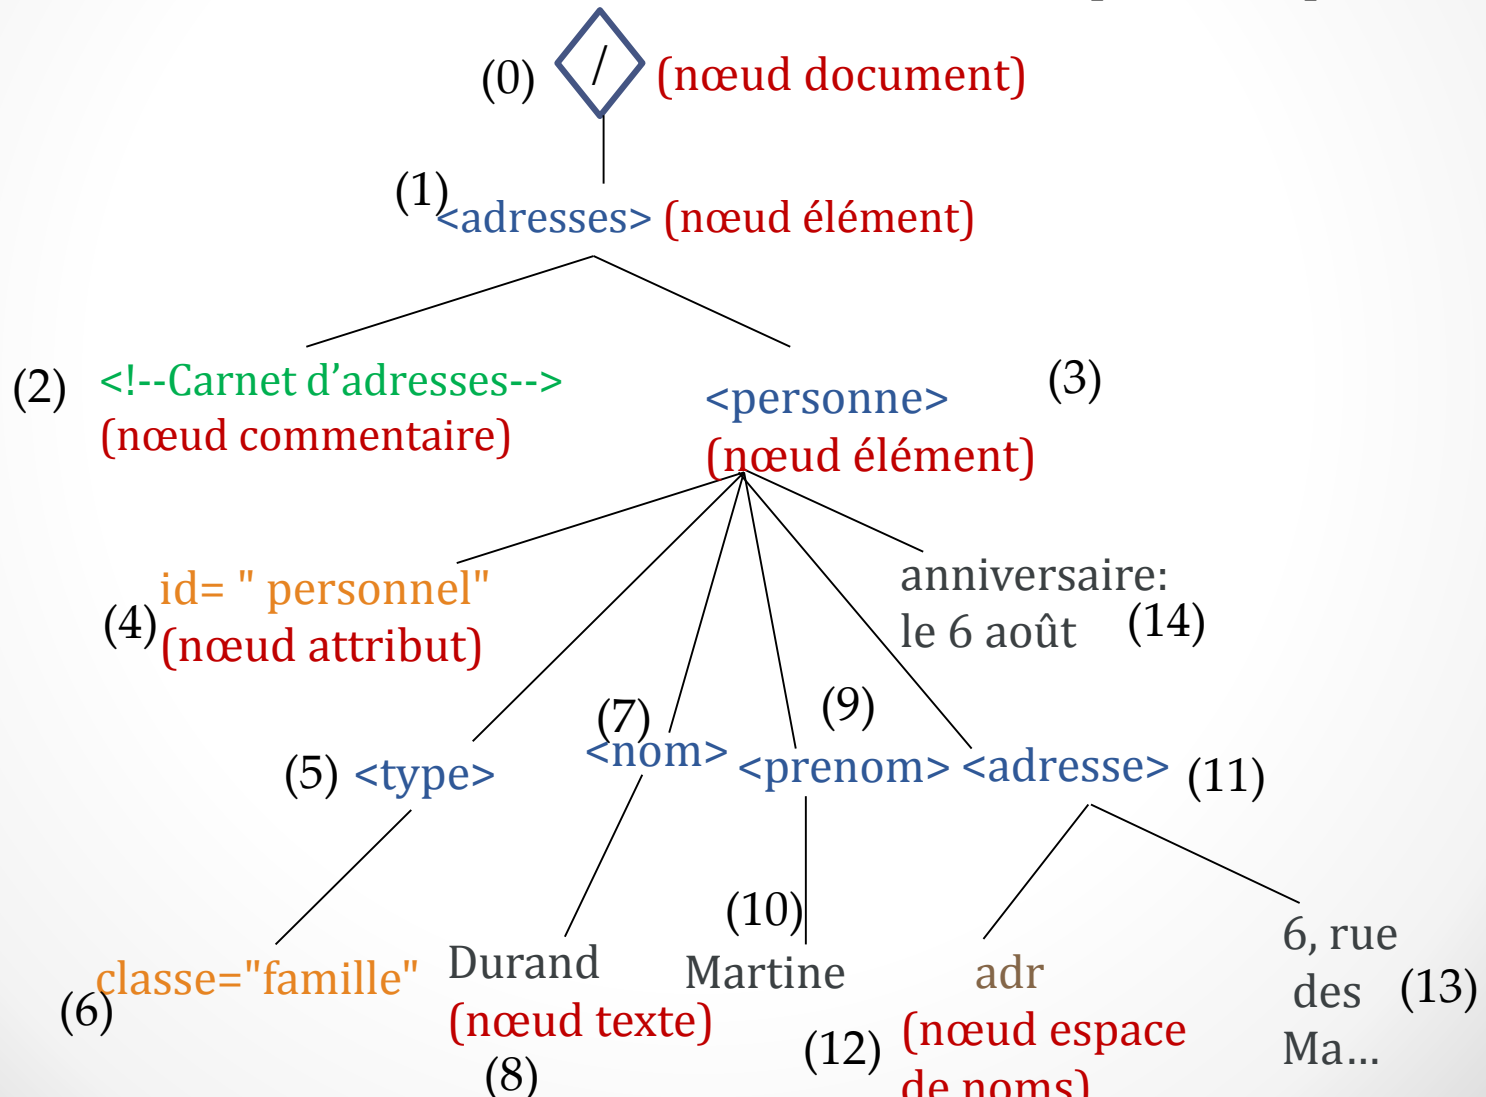 (0) / (nœud document)
(1) <adresses> (nœud élément)
(2) <!--Carnet d’adresses-->
(nœud commentaire)
<personne> (3)
(nœud élément)
id= " personnel"
(4) (nœud attribut)
anniversaire:
le 6 août (14)
(5) <type>
(7) <nom>
(9) <prenom>
<adresse> (11)
classe="famille"
(6)
Durand
(nœud texte)
(8)
(10)
Martine
adr
(12) (nœud espace
de noms)
6, rue
des (13)
Ma…